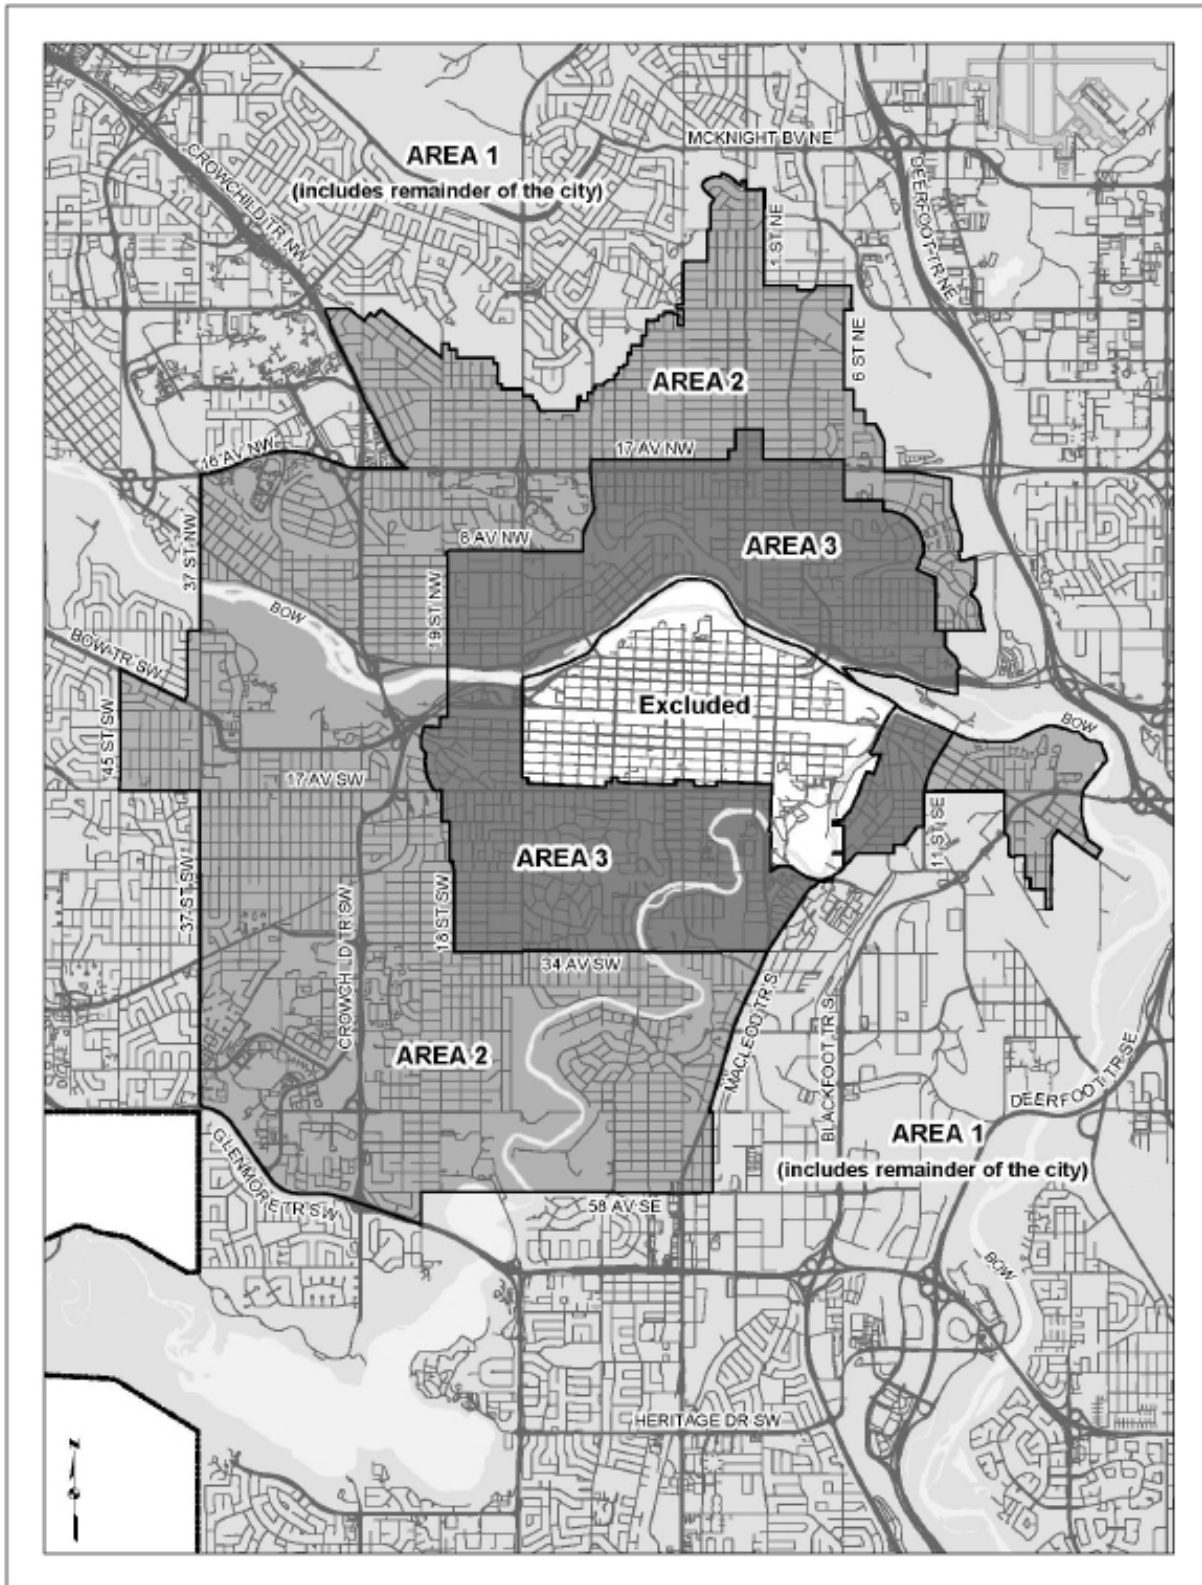 MCKNIGHT BV NE
AREA 1
(includes remainder of the city)
CROWCHILD TR NW
DEERFOOT TR NE
1 ST NE
6 ST NE
AREA 2
16 AV NW
17 AV NW
8 AV NW
AREA 3
37 ST NW
19 ST NW
BOW
BOW TR SW
Excluded
45 ST SW
BOW
17 AV SW
11 ST SE
AREA 3
37 ST SW
18 ST SW
CROWCHILD TR SW
34 AV SW
MACLEOD TR S
BLACKFOOT TR S
AREA 2
DEERFOOT TR SE
AREA 1
(includes remainder of the city)
GLENMORE TR SW
58 AV SE
BOW
HERITAGE DR SW
Z